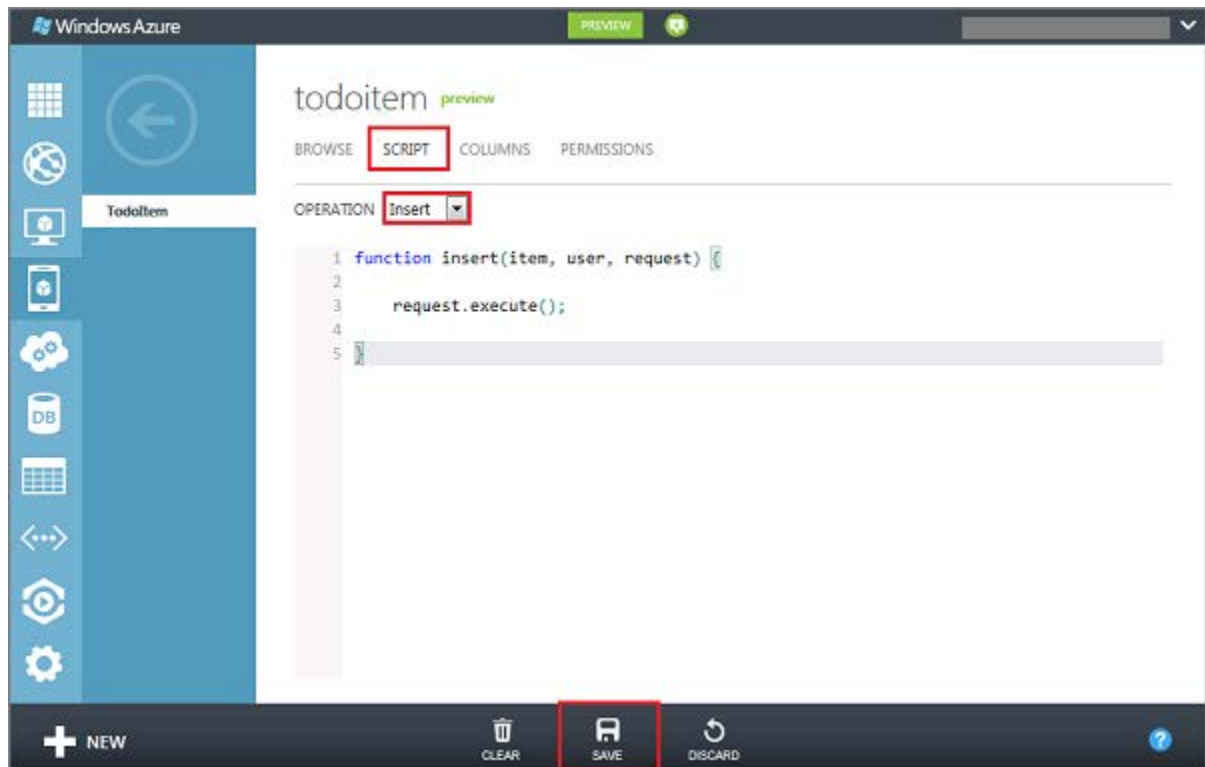 Windows Azure
PREVIEW
todoitem preview
BROWSE SCRIPT COLUMNS PERMISSIONS
TodoItem
OPERATION Insert
1 function insert(item, user, request) {
2
3 request.execute();
4
5 }
DB
NEW
CLEAR
SAVE
DISCARD
?